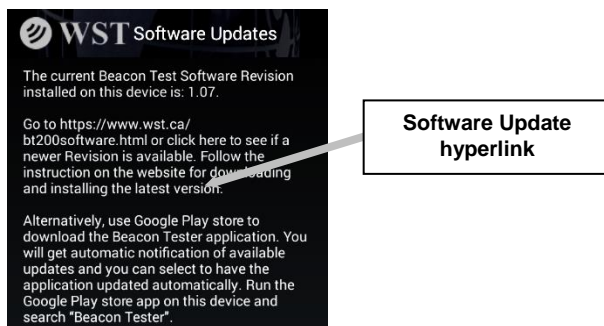 WST Software Updates
The current Beacon Test Software Revision
installed on this device is: 1.07.
Go to https://www.wst.ca/
bt200software.html or click here to see if a
newer Revision is available. Follow the
instruction on the website for downloading
and installing the latest version.
Alternatively, use Google Play store to
download the Beacon Tester application. You
will get automatic notification of available
updates and you can select to have the
application updated automatically. Run the
Google Play store app on this device and
search "Beacon Tester".
Software Update
hyperlink